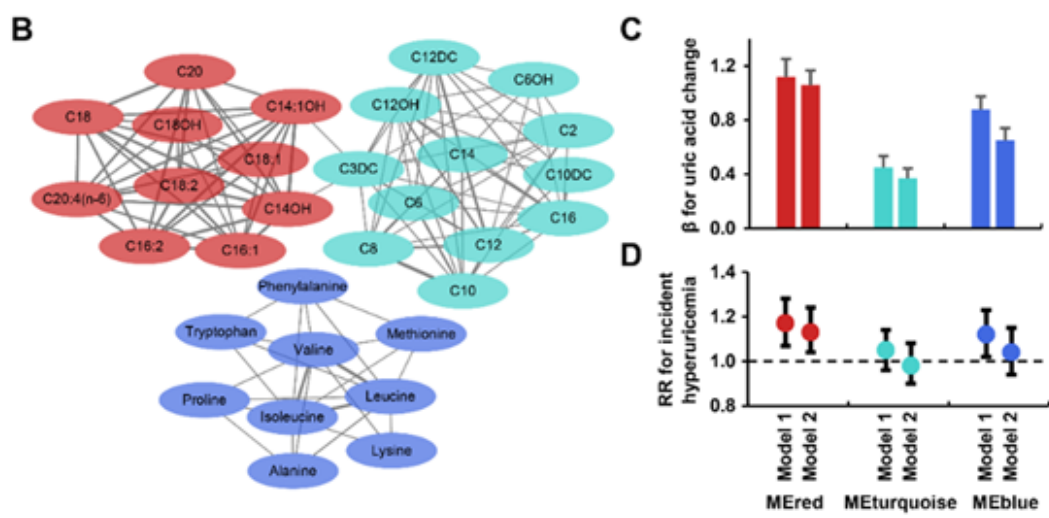 B
C20
C18
C14:1OH
C18OH
C18:1
C18:2
C20:4(n-6)
C14OH
C16:2
C16:1
C12DC
C6OH
C12OH
C2
C14
C3DC
C10DC
C6
C16
C8
C12
C10
Phenylalanine
Tryptophan
Methionine
Valine
Proline
Leucine
Isoleucine
Lysine
Alanine
C
β for uric acid change
1.2
0.8
0.4
0.0
D
RR for incident
hyperuricemia
1.4
1.2
1.0
0.8
Model 1
Model 2
Model 1
Model 2
Model 1
Model 2
MEred
MEturquoise
MEblue